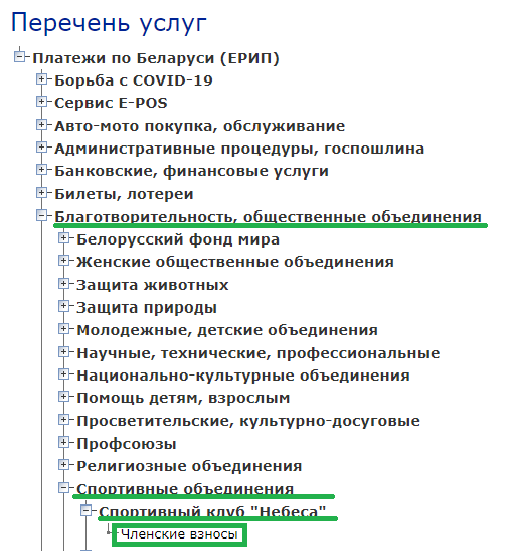 Перечень услуг
Платежи по Беларуси (ЕРИП)
Борьба с COVID-19
Сервис E-POS
Авто-мото покупка, обслуживание
Административные процедуры, госпошлина
Банковские, финансовые услуги
Билеты, лотереи
Благотворительность, общественные объединения
Белорусский фонд мира
Женские общественные объединения
Защита животных
Защита природы
Молодежные, детские объединения
Научные, технические, профессиональные
Национально-культурные объединения
Помощь детям, взрослым
Просветительские, культурно-досуговые
Профсоюзы
Религиозные объединения
Спортивные объединения
Спортивный клуб "Небеса"
Членские взносы